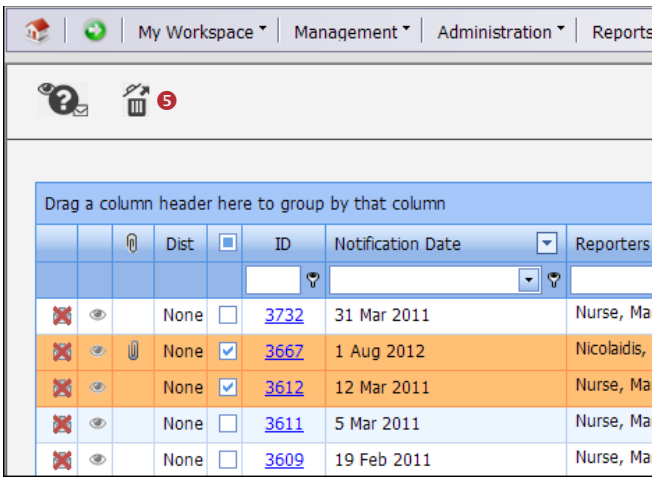 My Workspace Management Administration Reports
5
Drag a column header here to group by that column
Dist ID Notification Date Reporters
None 3732 31 Mar 2011 Nurse, Ma
None 3667 1 Aug 2012 Nicolaidis,
None 3612 12 Mar 2011 Nurse, Ma
None 3611 5 Mar 2011 Nurse, Ma
None 3609 19 Feb 2011 Nurse, Ma